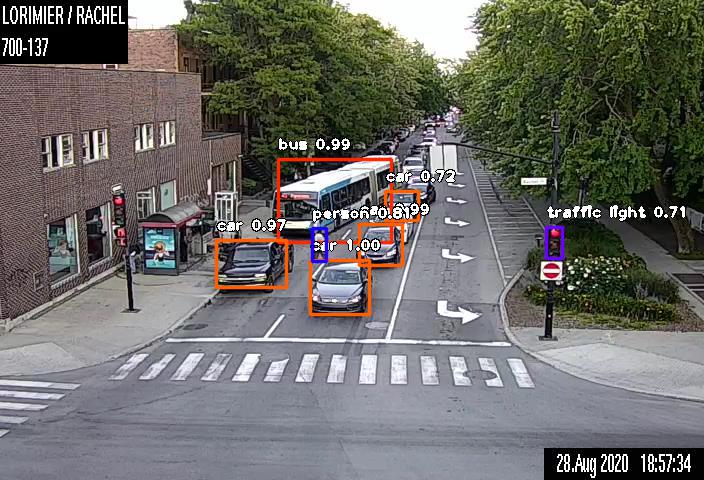 LORIMIER / RACHEL
700-137
bus 0.99
car 0.72
car 0.97
person 0.81
99
traffic light 0.71
car 1.00
28.Aug 2020 18:57:34